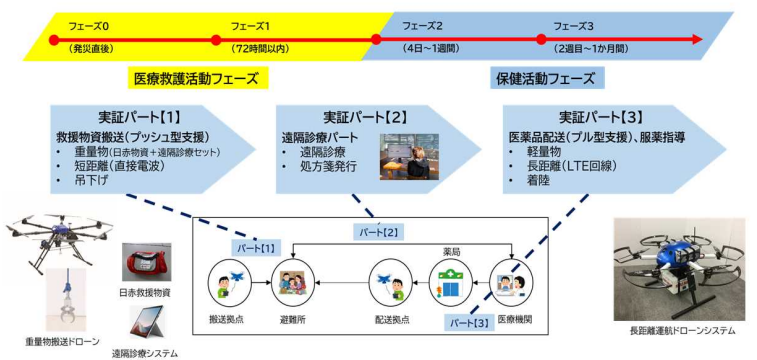 フェーズ0
(発災直後)
フェーズ1
(72時間以内)
フェーズ2
(4日～1週間)
フェーズ3
(2週目～1か月間)
医療救護活動フェーズ
保健活動フェーズ
実証パート【1】
救援物資搬送(プッシュ型支援)
• 重量物(日赤物資+遠隔診療セット)
• 短距離(直接電波)
• 吊下げ
実証パート【2】
遠隔診療パート
• 遠隔診療
• 処方箋発行
実証パート【3】
医薬品配送(プル型支援)、服薬指導
• 軽量物
• 長距離(LTE回線)
• 着陸
パート【1】
パート【2】
薬局
搬送拠点
避難所
配送拠点
医療機関
パート【3】
日赤救援物資
重量物搬送ドローン
遠隔診療システム
長距離運航ドローンシステム